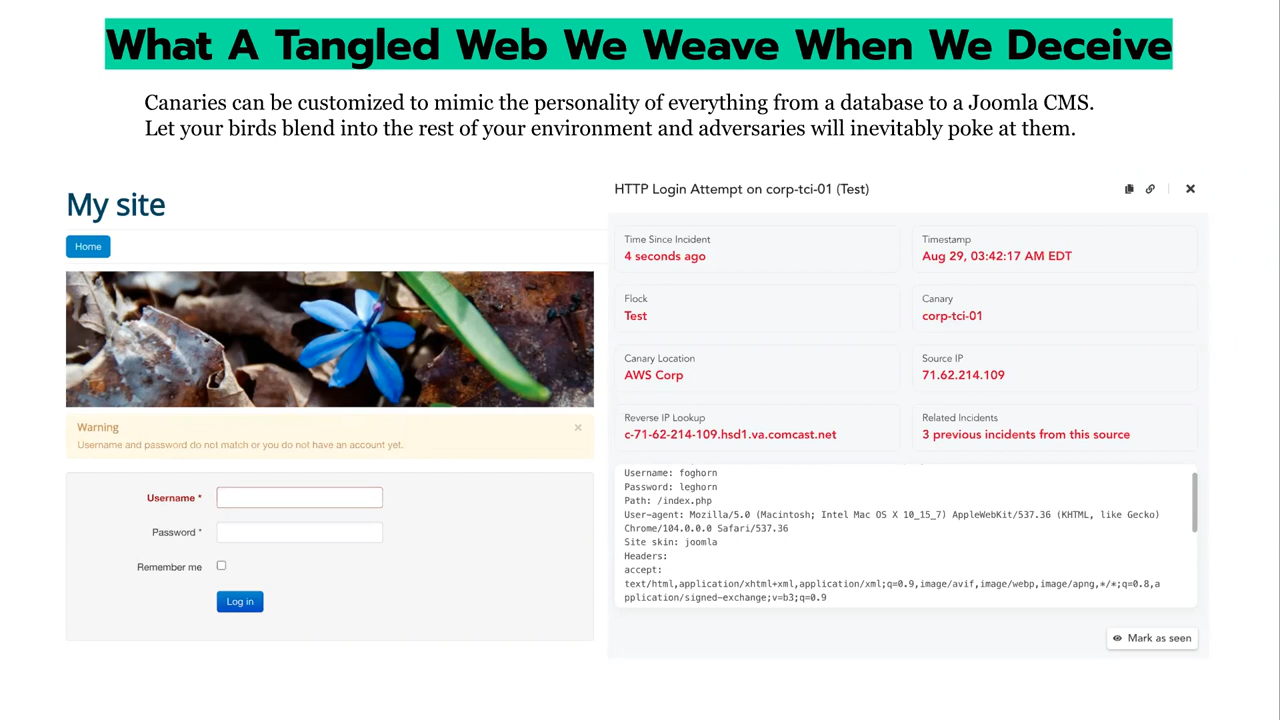 What A Tangled Web We Weave When We Deceive
Canaries can be customized to mimic the personality of everything from a database to a Joomla CMS.
Let your birds blend into the rest of your environment and adversaries will inevitably poke at them.
My site
Home
Warning
×
Username and password do not match or you do not have an account yet.
Username *
Password *
Remember me
Log in
HTTP Login Attempt on corp-tci-01 (Test)
Time Since Incident
4 seconds ago
Timestamp
Aug 29, 03:42:17 AM EDT
Flock
Test
Canary
corp-tci-01
Canary Location
AWS Corp
Source IP
71.62.214.109
Reverse IP Lookup
c-71-62-214-109.hsd1.va.comcast.net
Related Incidents
3 previous incidents from this source
Username: foghorn
Password: leghorn
Path: /index.php
User-agent: Mozilla/5.0 (Macintosh; Intel Mac OS X 10_15_7) AppleWebKit/537.36 (KHTML, like Gecko)
Chrome/104.0.0.0 Safari/537.36
Site skin: joomla
Headers:
accept:
text/html,application/xhtml+xml,application/xml;q=0.9,image/avif,image/webp,image/apng,*/*;q=0.8,a
pplication/signed-exchange;v=b3;q=0.9
Mark as seen